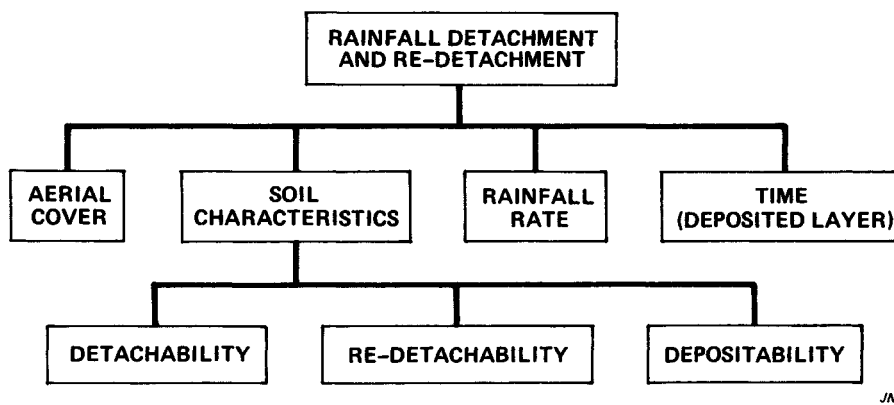 RAINFALL DETACHMENT
AND RE-DETACHMENT
AERIAL
COVER
SOIL
CHARACTERISTICS
RAINFALL
RATE
TIME
(DEPOSITED LAYER)
DETACHABILITY
RE-DETACHABILITY
DEPOSITABILITY